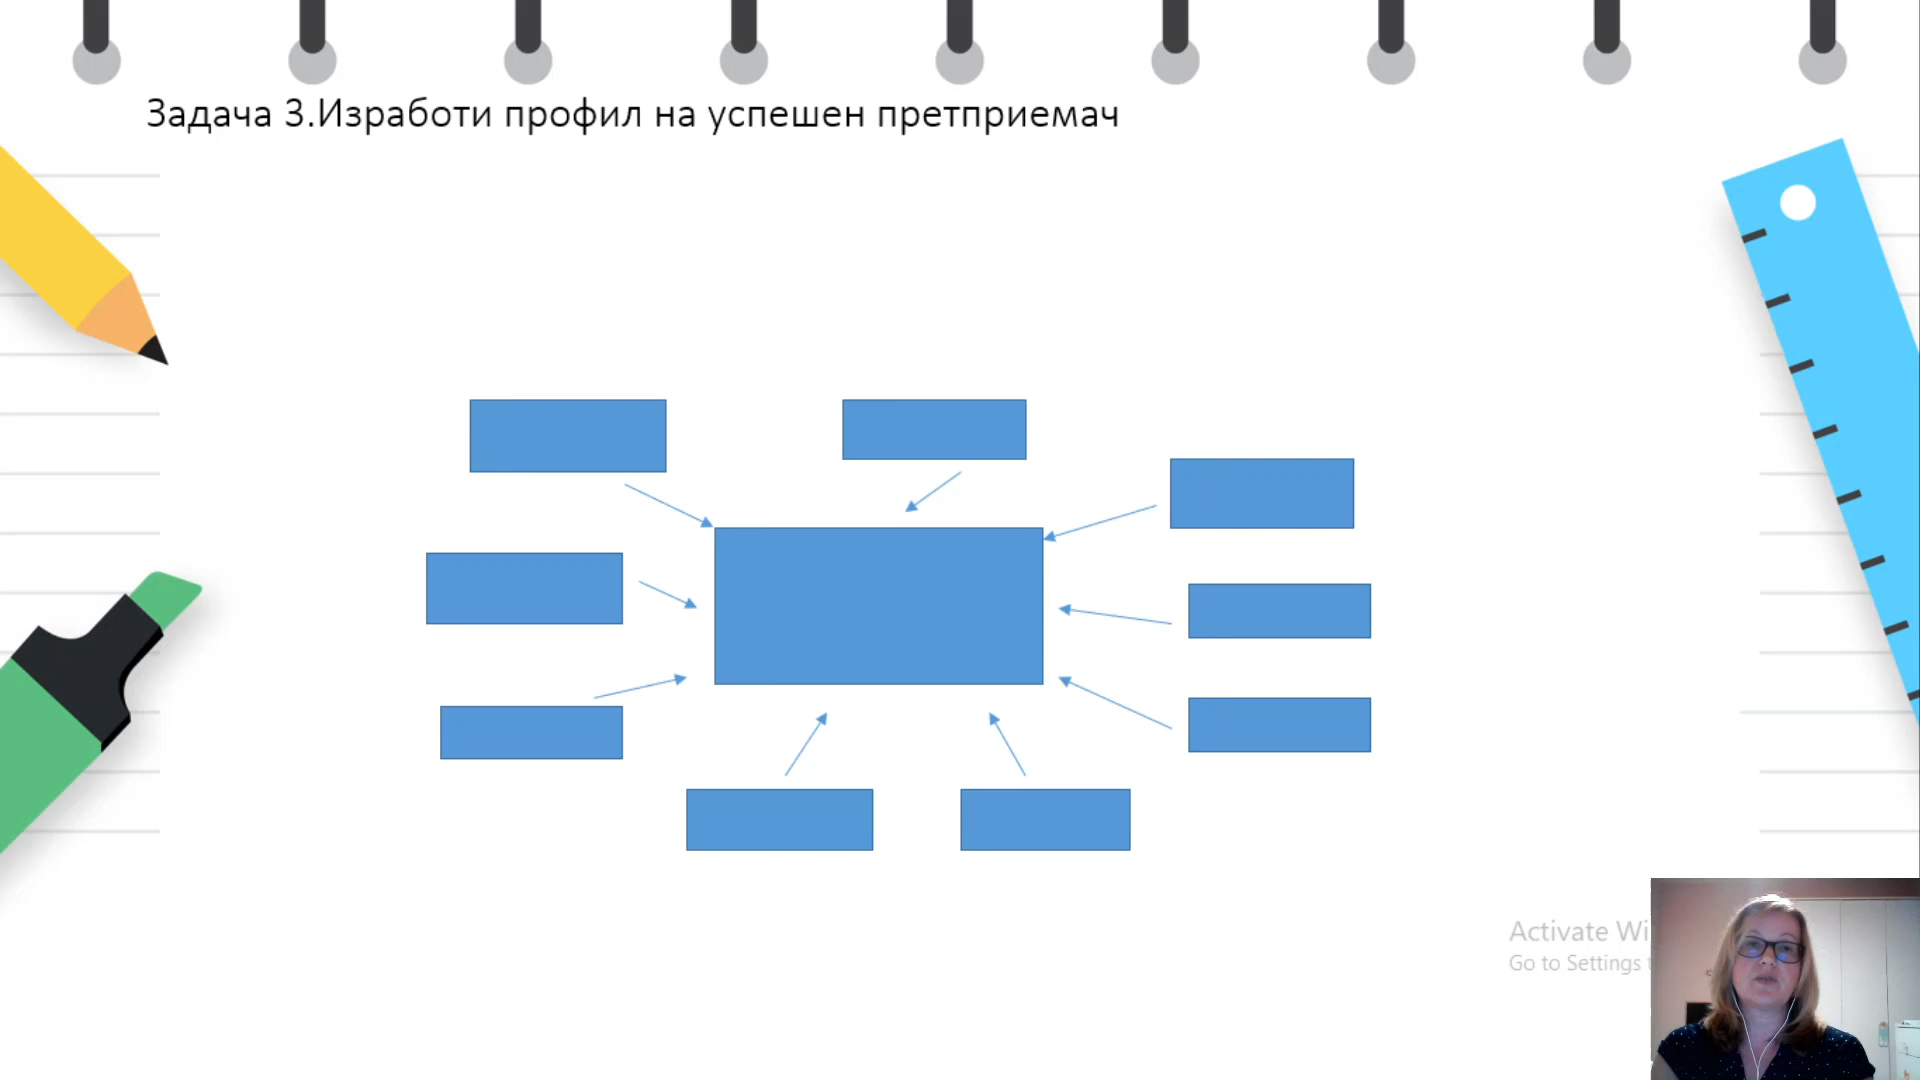 Задача 3.Изработи профил на успешен претприемач
Activate Wi
Go to Settings